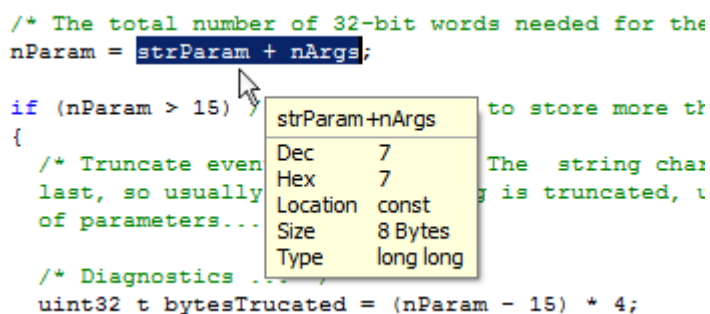 /* The total number of 32-bit words needed for the
nParam = strParam + nArgs;
if (nParam > 15) / to store more th
{
/* Truncate even The string char
last, so usually g is truncated, u
of parameters...
/* Diagnostics ... */
uint32_t bytesTrucated = (nParam - 15) * 4;
strParam+nArgs
Dec 7
Hex 7
Location const
Size 8 Bytes
Type long long